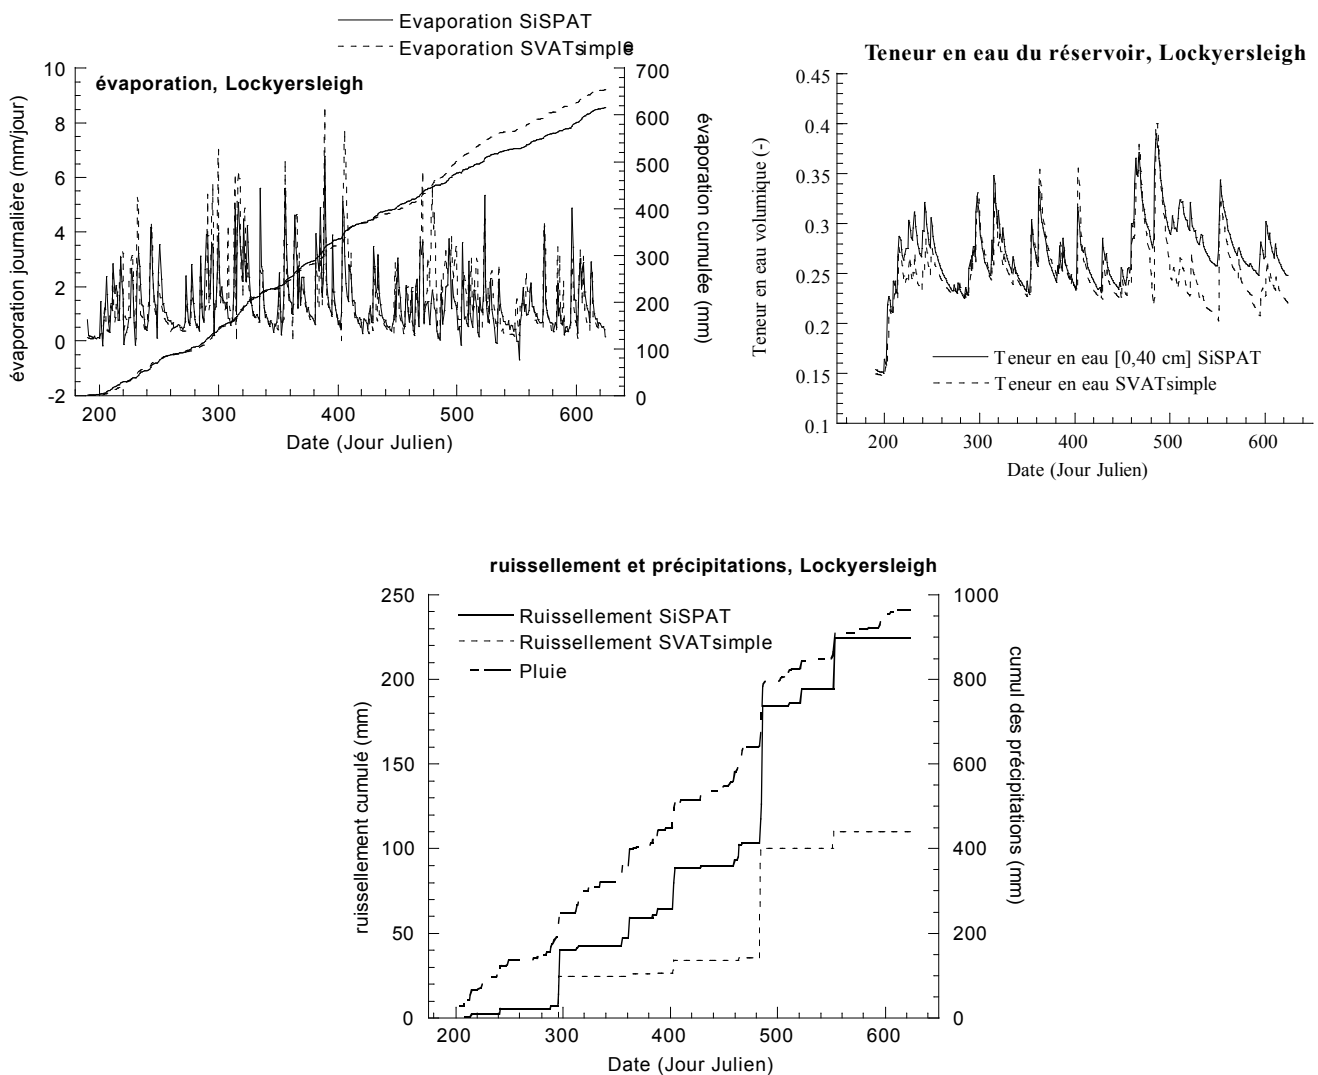 Evaporation SiSPAT
Evaporation SVATsimple
évaporation, Lockyersleigh
évaporation journalière (mm/jour)
10
8
6
4
2
0
-2
700
600
500
400
300
200
100
0
évaporation cumulée (mm)
200 300 400 500 600
Date (Jour Julien)
Teneur en eau du réservoir, Lockyersleigh
Teneur en eau volumique (-)
0.45
0.4
0.35
0.3
0.25
0.2
0.15
0.1
Teneur en eau [0,40 cm] SiSPAT
Teneur en eau SVATsimple
200 300 400 500 600
Date (Jour Julien)
ruissellement et précipitations, Lockyersleigh
Ruissellement SiSPAT
Ruissellement SVATsimple
Pluie
ruissellement cumulé (mm)
250
200
150
100
50
0
1000
800
600
400
200
0
cumul des précipitations (mm)
200 300 400 500 600
Date (Jour Julien)